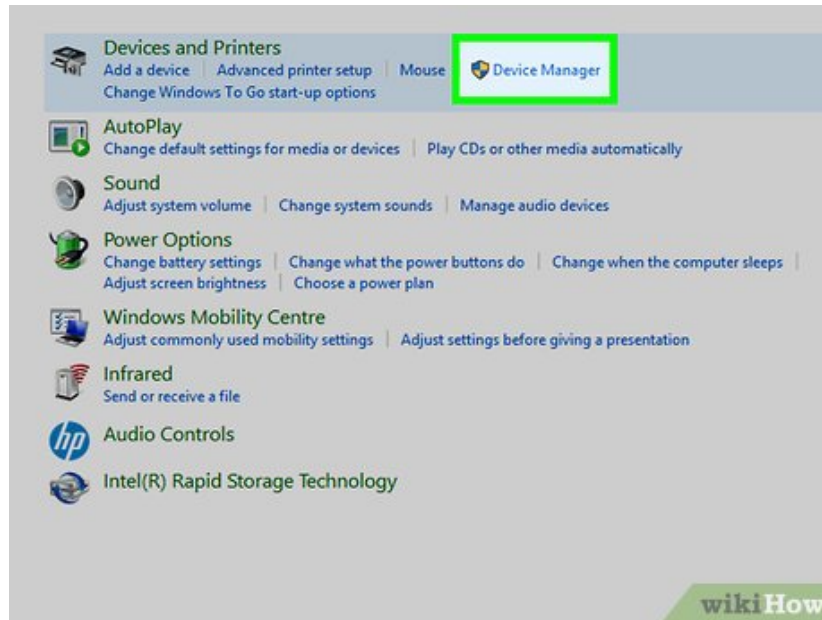 Devices and Printers
Add a device | Advanced printer setup | Mouse Device Manager
Change Windows To Go start-up options
AutoPlay
Change default settings for media or devices | Play CDs or other media automatically
Sound
Adjust system volume | Change system sounds | Manage audio devices
Power Options
Change battery settings | Change what the power buttons do | Change when the computer sleeps |
Adjust screen brightness | Choose a power plan
Windows Mobility Centre
Adjust commonly used mobility settings | Adjust settings before giving a presentation
Infrared
Send or receive a file
hp Audio Controls
Intel(R) Rapid Storage Technology
wikiHow